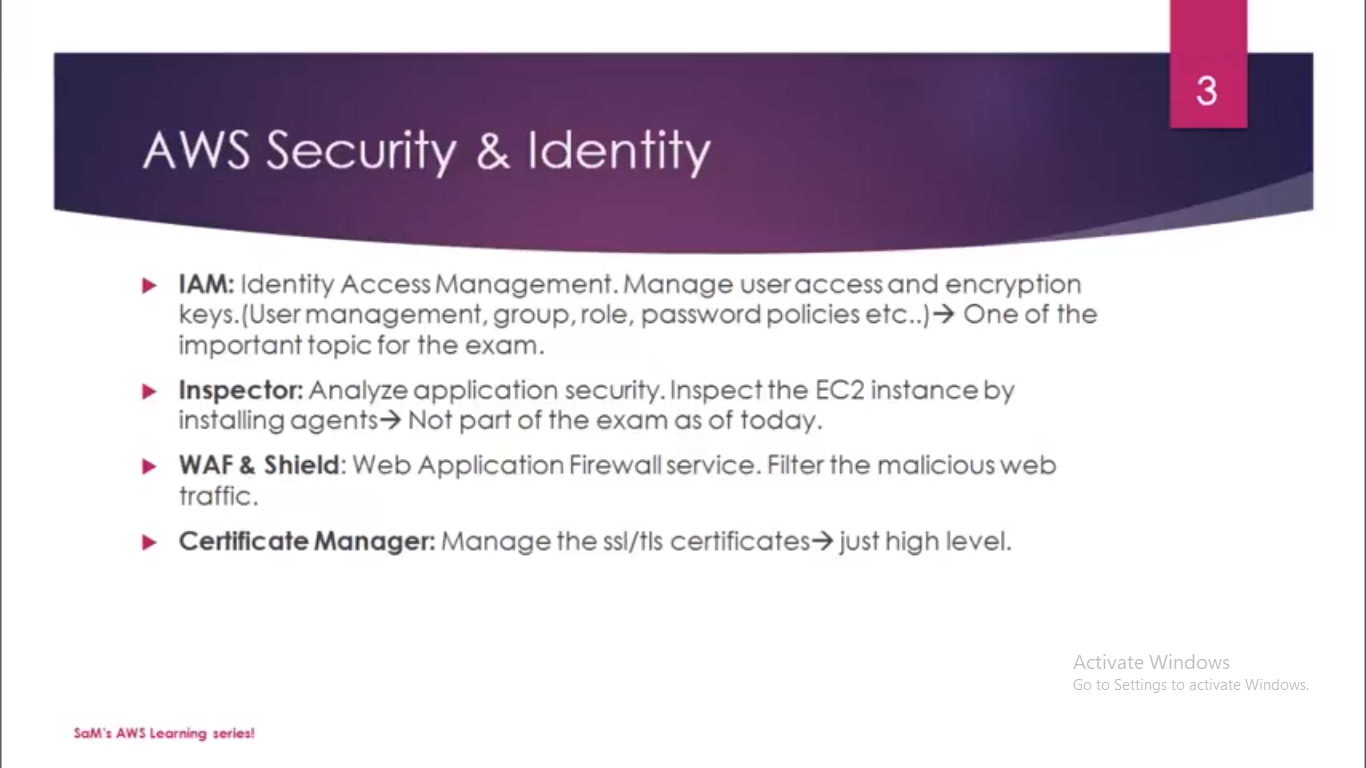 3
AWS Security & Identity
IAM: Identity Access Management. Manage user access and encryption
keys.(User management, group, role, password policies etc..)→ One of the
important topic for the exam.
Inspector: Analyze application security. Inspect the EC2 instance by
installing agents→ Not part of the exam as of today.
WAF & Shield: Web Application Firewall service. Filter the malicious web
traffic.
Certificate Manager: Manage the ssl/tls certificates→ just high level.
Activate Windows
Go to Settings to activate Windows.
SaM's AWS Learning series!